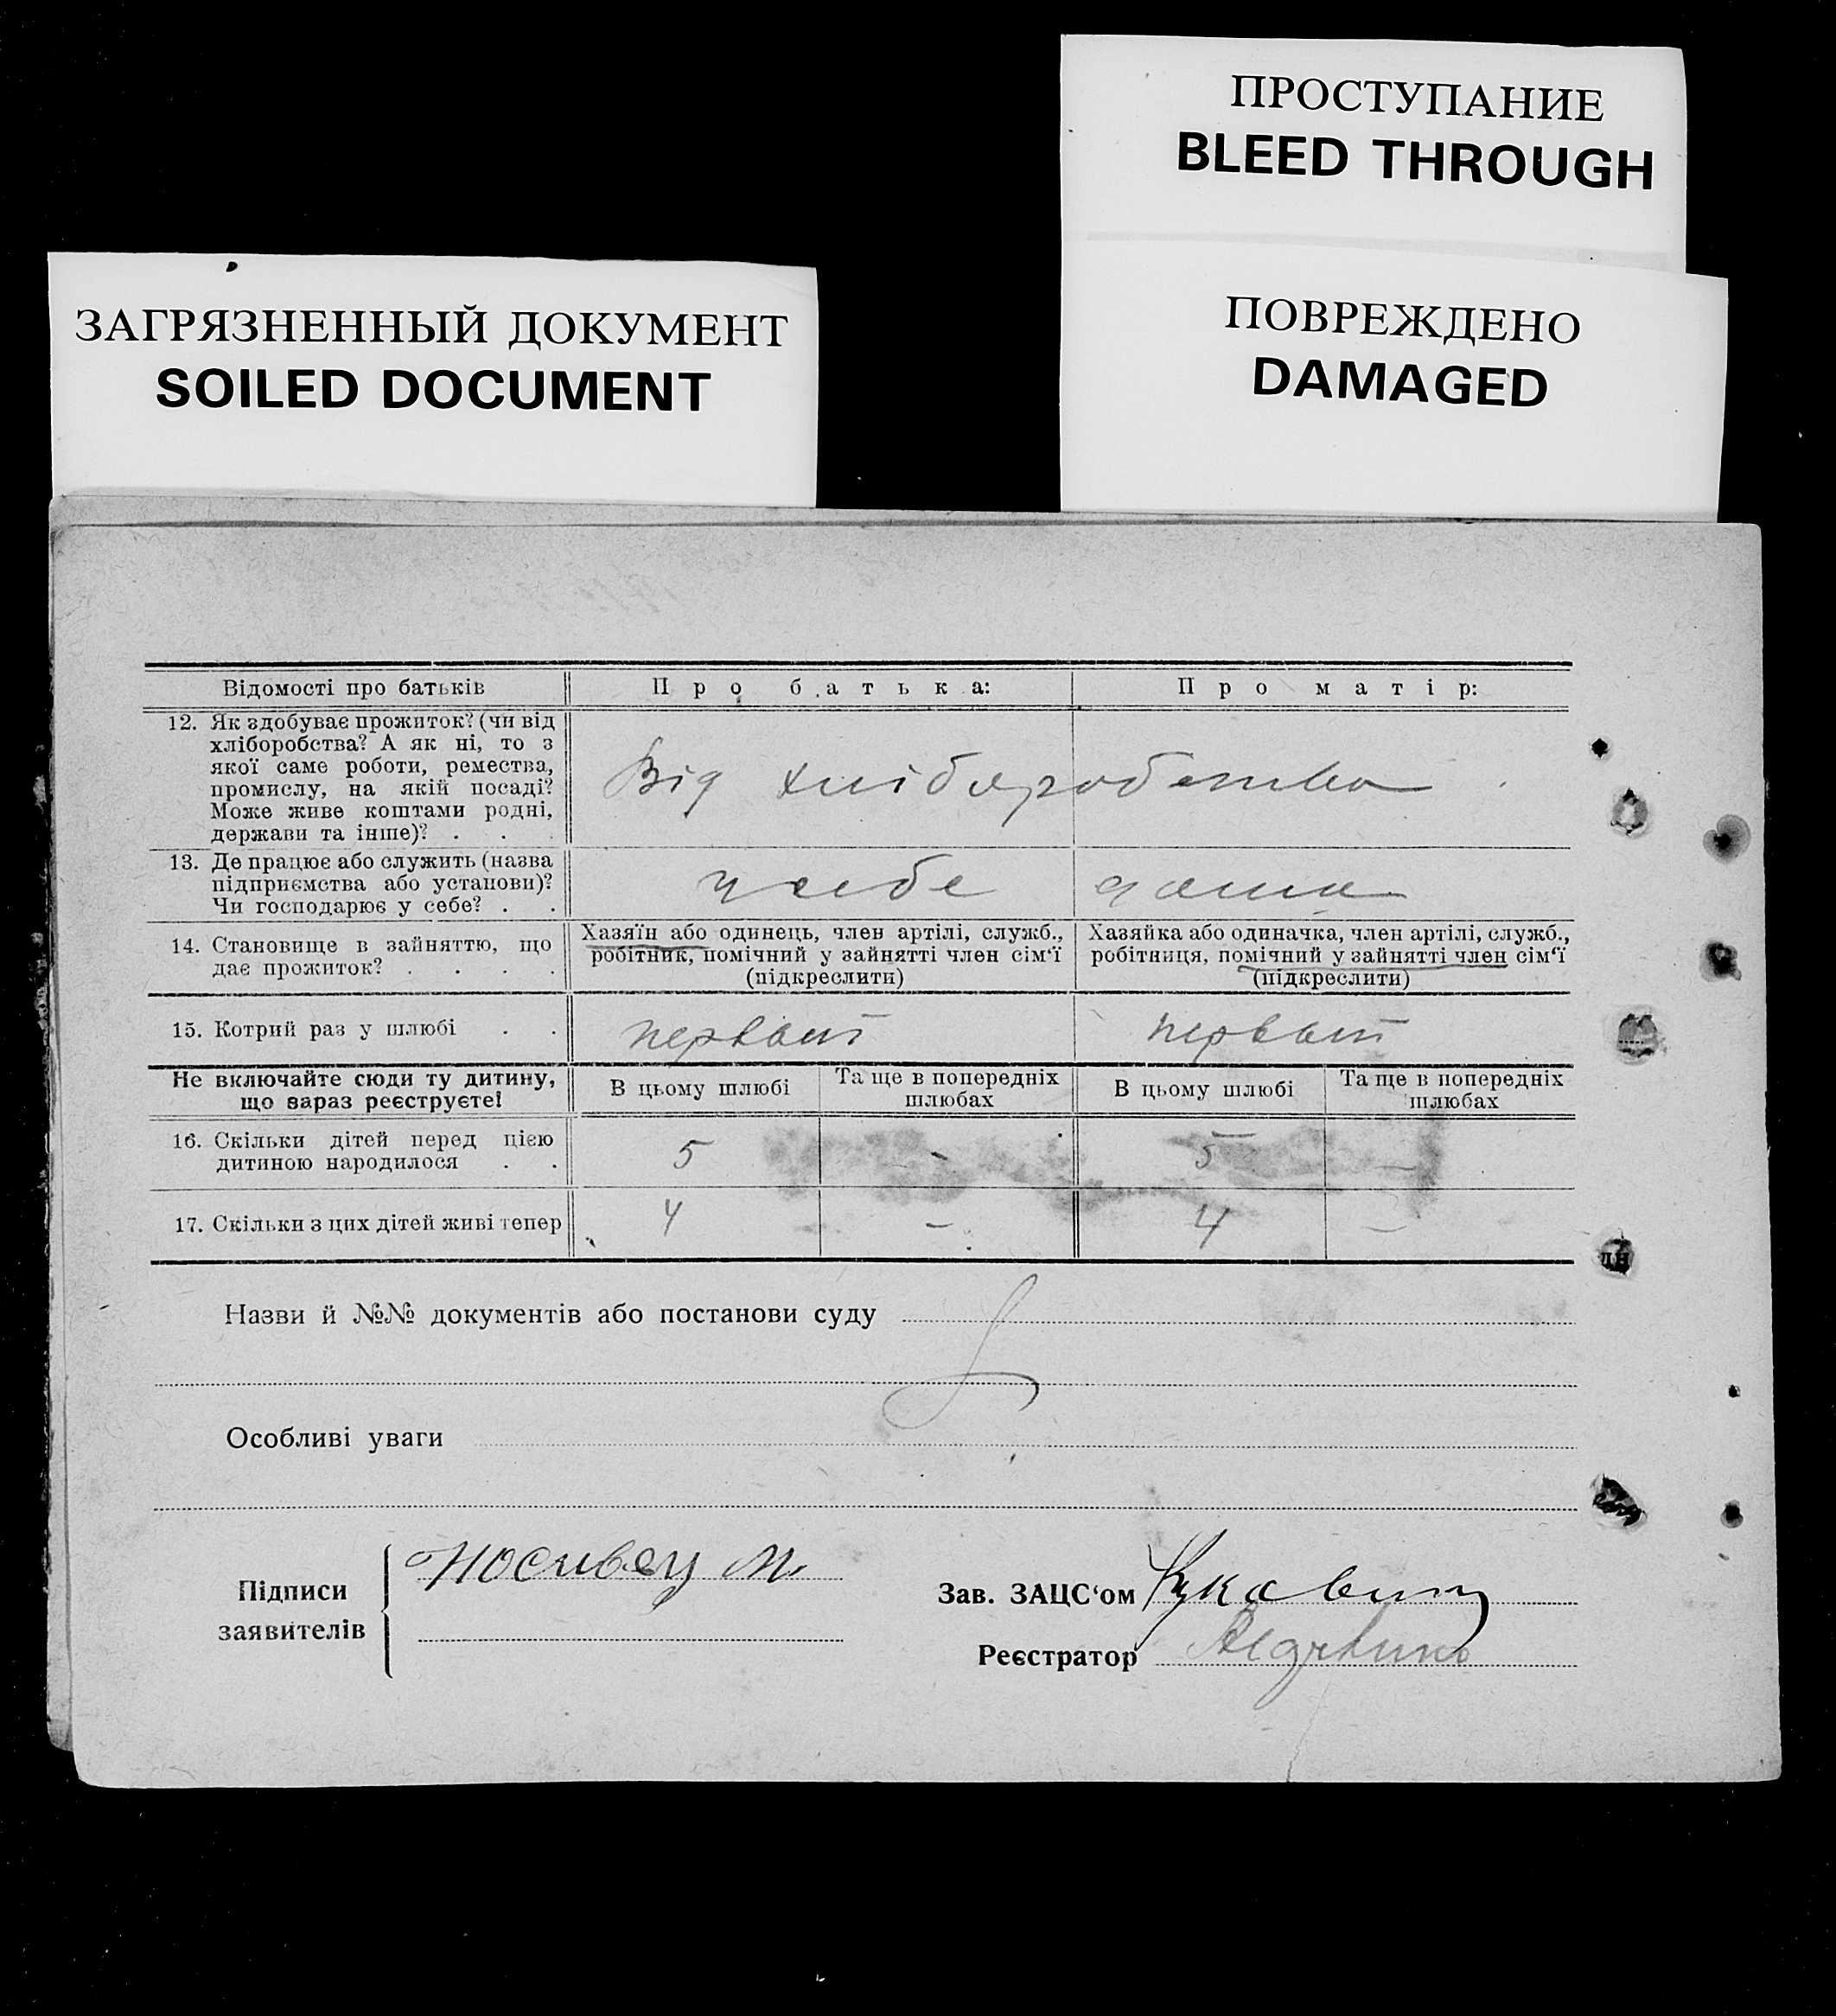 ПРОСТУПАНИЕ
BLEED THROUGH
ЗАГРЯЗНЕННЫЙ ДОКУМЕНТ
SOILED DOCUMENT
ПОВРЕЖДЕНО
DAMAGED
Відомості про батьків
Про батька:
Про матір:
12. Як здобуває прожиток? (чи від
хліборобства? А як ні, то з
якої саме роботи, ремества,
промислу, на якій посаді?
Може живе коштами родні,
держави та інше)? . . .
Від хліборобства
13. Де працює або служить (назва
підприємства або установи)?
Чи господарює у себе? . .
у себе дома
14. Становище в зайняттю, що
дає прожиток? . . . .
Хазяїн або одинець, член артілі, служб.,
робітник, помічний у зайнятті член сім‘ї
(підкреслити)
Хазяйка або одиначка, член артілі, служб.,
робітниця, помічний у зайнятті член сім‘ї
(підкреслити)
15. Котрий раз у шлюбі . .
первый
первый
Не включайте сюди ту дитину,
що зараз реєструєте!
В цьому шлюбі
Та ще в попередніх
шлюбах
В цьому шлюбі
Та ще в попередніх
шлюбах
16. Скільки дітей перед цією
дитиною народилося . .
5 - 5 —
17. Скільки з цих дітей живі тепер
4 — 4 —
Назви й №№ документів або постанови суду
Особливі уваги
Підписи
заявителів
М.
Зав. ЗАЦС‘ом
Реєстратор